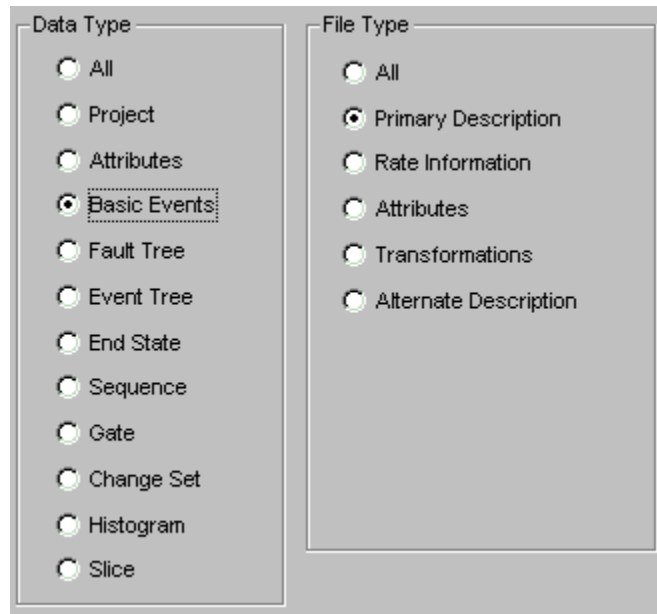 Data Type
All
Project
Attributes
Basic Events
Fault Tree
Event Tree
End State
Sequence
Gate
Change Set
Histogram
Slice
File Type
All
Primary Description
Rate Information
Attributes
Transformations
Alternate Description